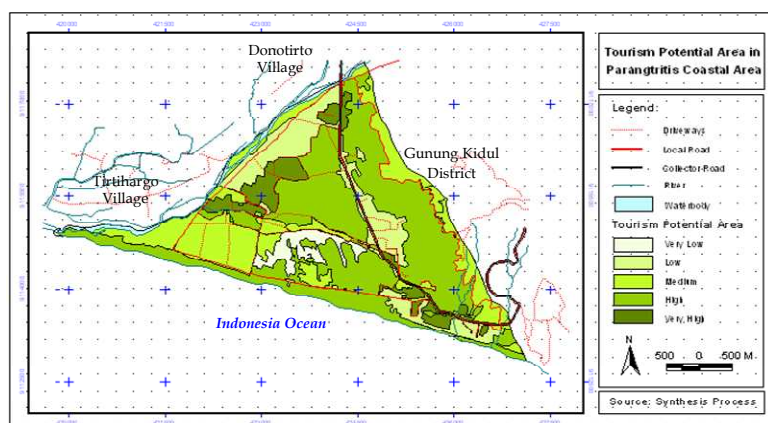 Tourism Potential Area in
Parangtritis Coastal Area
Legend:
Driveways
Local Road
Collector-Road
River
Waterbody
Tourism Potential Area
Very Low
Low
Medium
High
Very High
N
500 0 -500 M
Source: Synthesis Process
Donotirto
Village
Gunung Kidul
District
Tirtihargo
Village
Indonesia Ocean